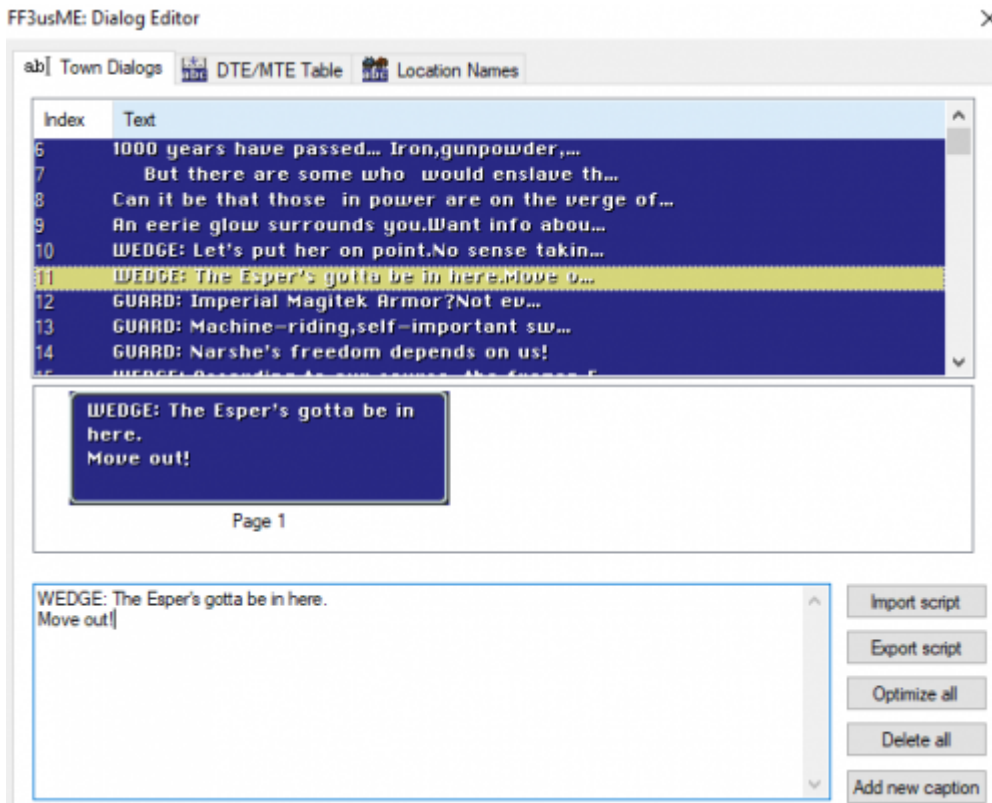 FF3usME: Dialog Editor
ab Town Dialogs DTE/MTE Table Location Names
Index Text
6 1000 years have passed... Iron,gunpowder,...
7 But there are some who would enslave th...
8 Can it be that those in power are on the verge of...
9 An eerie glow surrounds you.Want info abou...
10 WEDGE: Let's put her on point.No sense takin...
11 WEDGE: The Esper's gotta be in here.Move o...
12 GUARD: Imperial Magitek Armor?Not ev...
13 GUARD: Machine-riding,self-important sw...
14 GUARD: Narshe's freedom depends on us!
WEDGE: The Esper's gotta be in
here.
Move out!
Page 1
WEDGE: The Esper's gotta be in here.
Move out!
Import script
Export script
Optimize all
Delete all
Add new caption